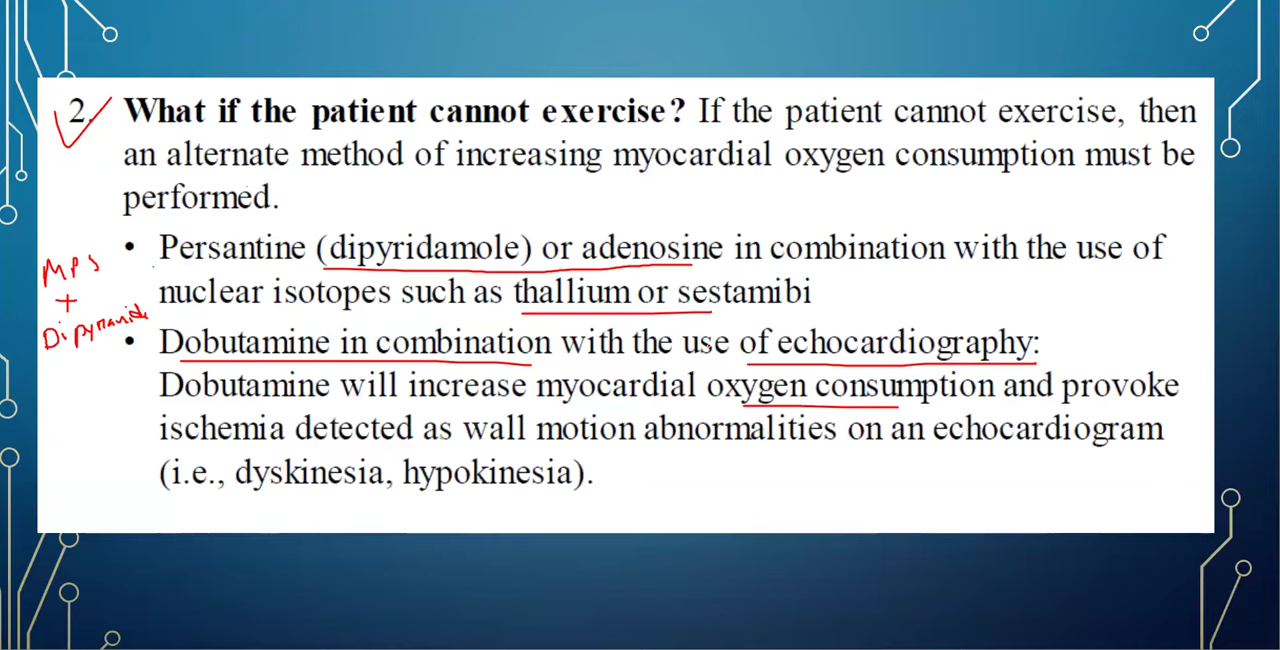 2. What if the patient cannot exercise? If the patient cannot exercise, then
an alternate method of increasing myocardial oxygen consumption must be
performed.
• Persantine (dipyridamole) or adenosine in combination with the use of
nuclear isotopes such as thallium or sestamibi
MPS
+
• Dobutamine in combination with the use of echocardiography:
Dobutamine will increase myocardial oxygen consumption and provoke
ischemia detected as wall motion abnormalities on an echocardiogram
(i.e., dyskinesia, hypokinesia).